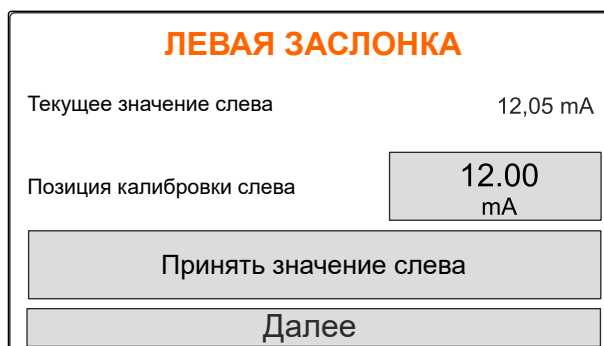 ЛЕВАЯ ЗАСЛОНКА
Текущее значение слева 12,05 mA
Позиция калибровки слева 12.00 mA
Принять значение слева
Далее